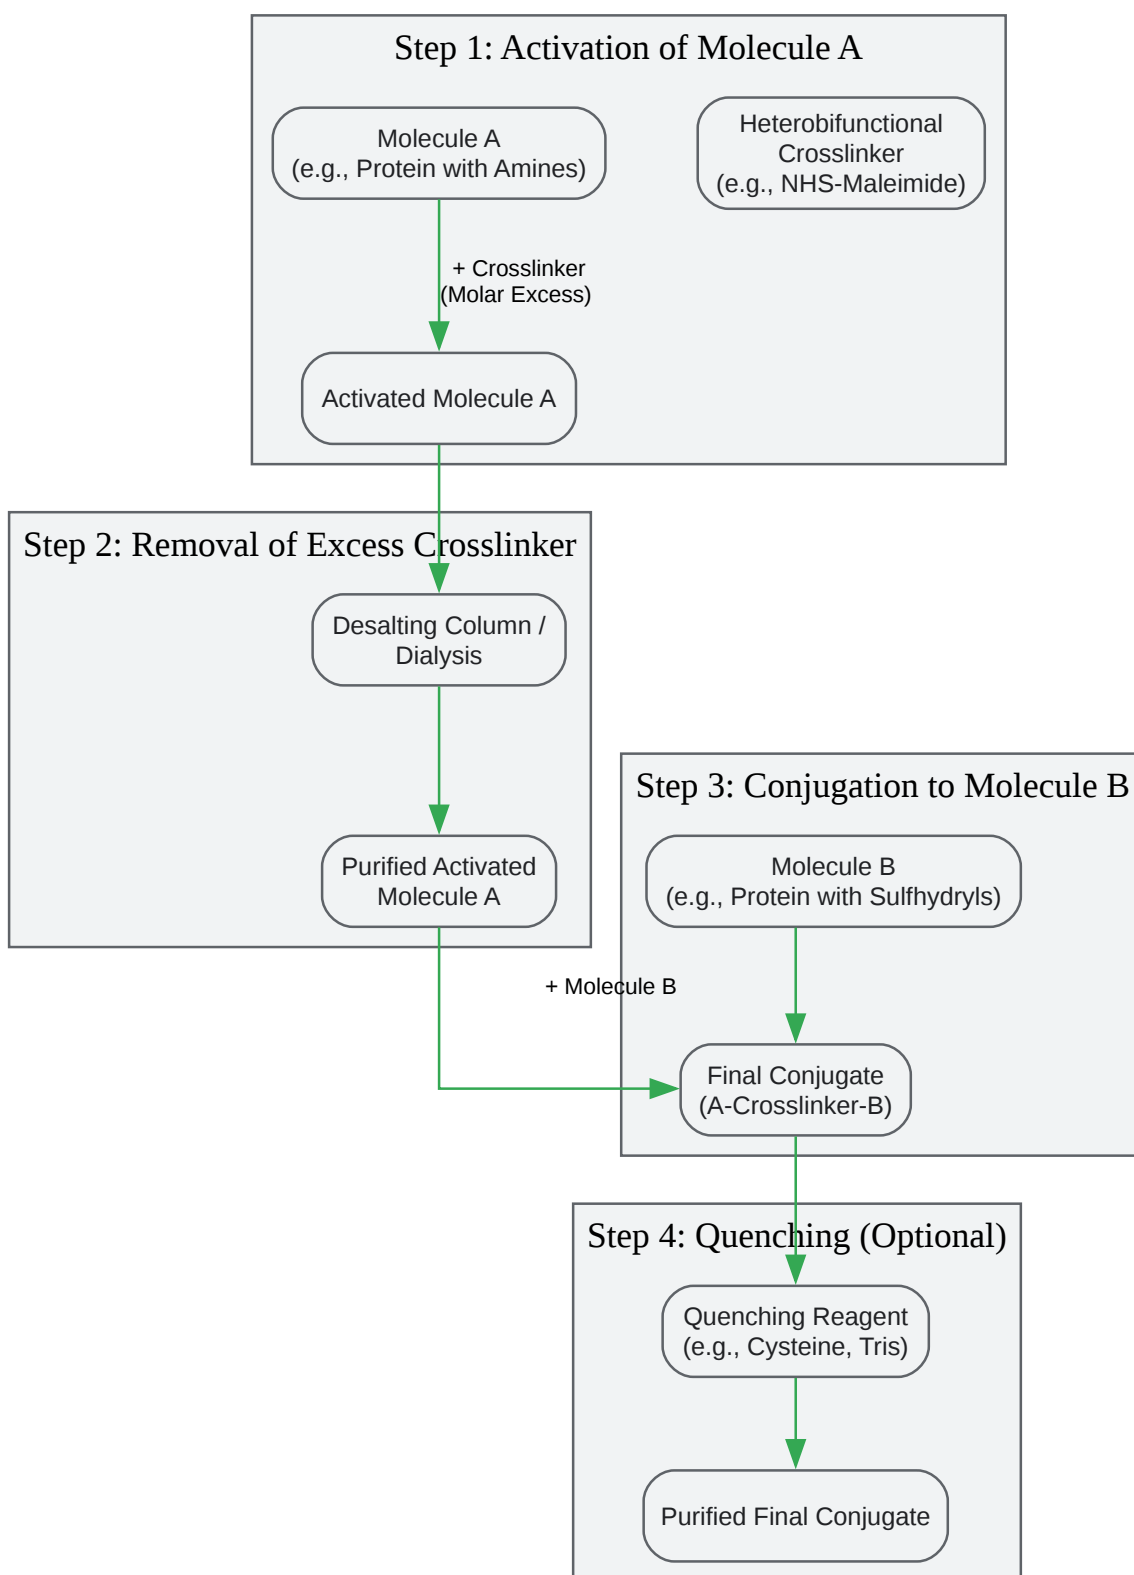 Step 1: Activation of Molecule A
Molecule A
(e.g., Protein with Amines)
Heterobifunctional
Crosslinker
(e.g., NHS-Maleimide)
+ Crosslinker
(Molar Excess)
Activated Molecule A
Step 2: Removal of Excess Crosslinker
Desalting Column /
Dialysis
Purified Activated
Molecule A
Step 3: Conjugation to Molecule B
Molecule B
(e.g., Protein with Sulfhydryls)
+ Molecule B
Final Conjugate
(A-Crosslinker-B)
Step 4: Quenching (Optional)
Quenching Reagent
(e.g., Cysteine, Tris)
Purified Final Conjugate